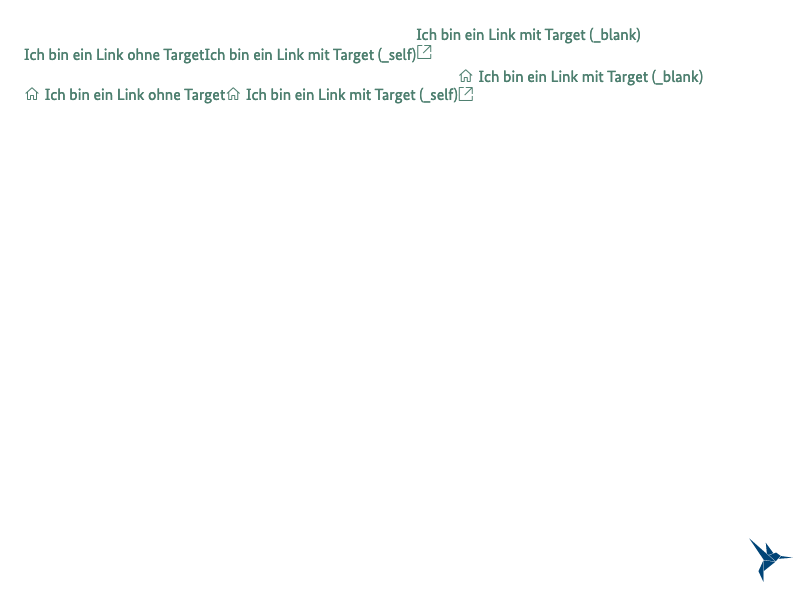 Ich bin ein Link mit Target (_blank)
Ich bin ein Link ohne TargetIch bin ein Link mit Target (_self)
Ich bin ein Link mit Target (_blank)
Ich bin ein Link ohne Target Ich bin ein Link mit Target (_self)